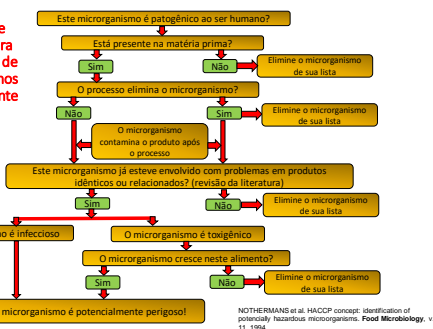 Este microrganismo é patogênico ao ser humano?
Está presente na matéria prima?
Sim
Não
Elimine o microrganismo
de sua lista
O processo elimina o microrganismo?
Não
Sim
Elimine o microrganismo
de sua lista
O microrganismo
contamina o produto após
o processo
Este microrganismo já esteve envolvido com problemas em produtos
idênticos ou relacionados? (revisão da literatura)
Sim
Não
Elimine o microrganismo
de sua lista
é infeccioso
O microrganismo é toxigênico
O microrganismo cresce neste alimento?
Sim
Não
Elimine o microrganismo
de sua lista
microrganismo é potencialmente perigoso!
NOTHERMANS et al. HACCP concept: identification of
potencially hazardous microorganisms. Food Microbiology, v.
11, 1994
de